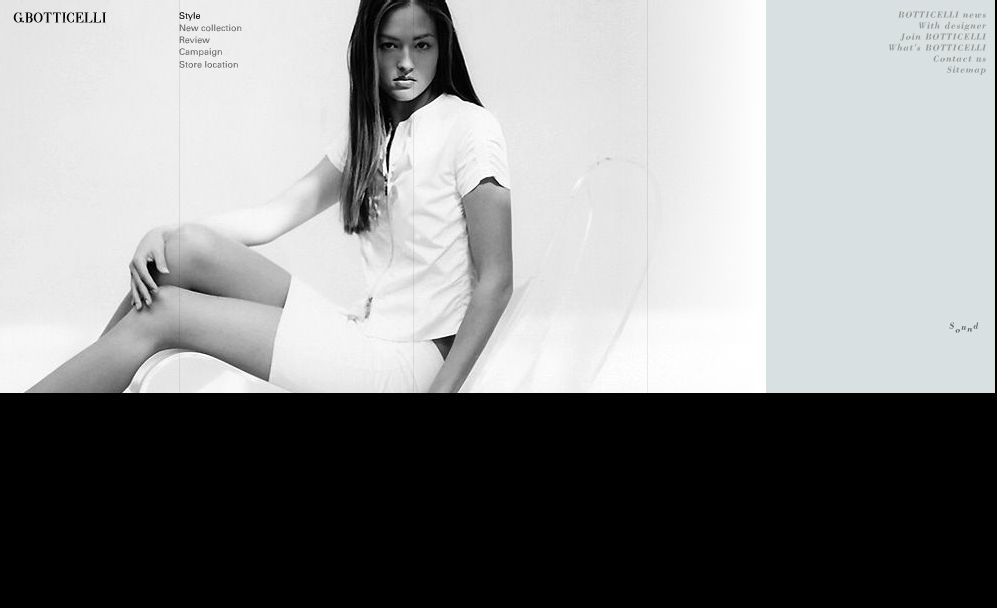 G.BOTTICELLI
Style
New collection
Review
Campaign
Store location
BOTTICELLI news
With designer
Join BOTTICELLI
What's BOTTICELLI
Contact us
Sitemap
Sound